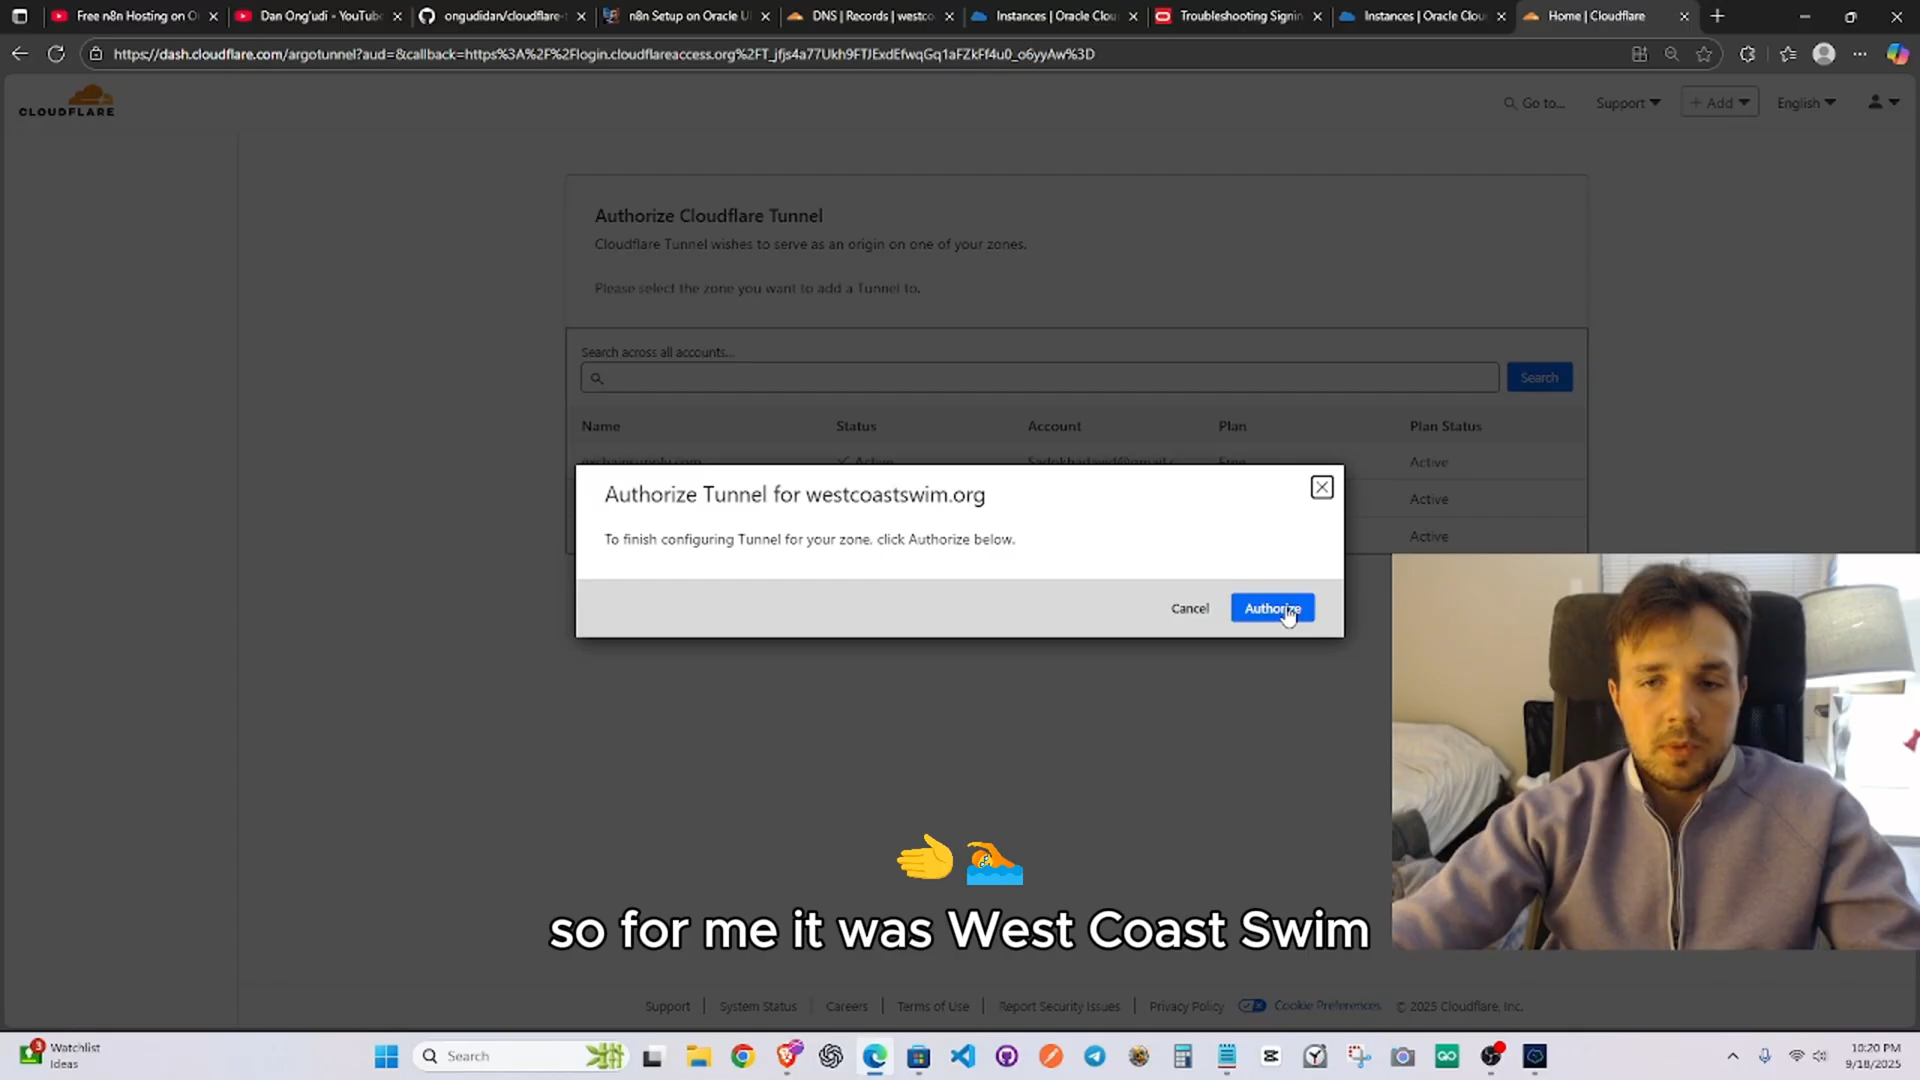 Free n8n Hosting on O
Dan Ong'udi - YouTube
ongudidan/cloudflare-
n8n Setup on Oracle U
DNS | Records | westco
Instances | Oracle Clou
Troubleshooting Signin
Instances | Oracle Clou
Home | Cloudflare
https://dash.cloudflare.com/argotunnel?aud=&callback=https%3A%2F%2Flogin.cloudflareaccess.org%2FT_jfjs4a77Ukh9FTJExdEfwqGq1aFZkFf4u0_o6yyAw%3D
CLOUDFLARE
Go to...
Support
+ Add
English
Authorize Cloudflare Tunnel
Cloudflare Tunnel wishes to serve as an origin on one of your zones.
Please select the zone you want to add a Tunnel to.
Search across all accounts...
Search
Name Status Account Plan Plan Status
Active Free Active
Active
Active
Authorize Tunnel for westcoastswim.org
To finish configuring Tunnel for your zone, click Authorize below.
Cancel
Authorize
so for me it was West Coast Swim
Support | System Status | Careers | Terms of Use | Report Security Issues | Privacy Policy Cookie Preferences © 2025 Cloudflare, Inc.
3
Watchlist
Ideas
Search
10:20 PM
9/18/2025